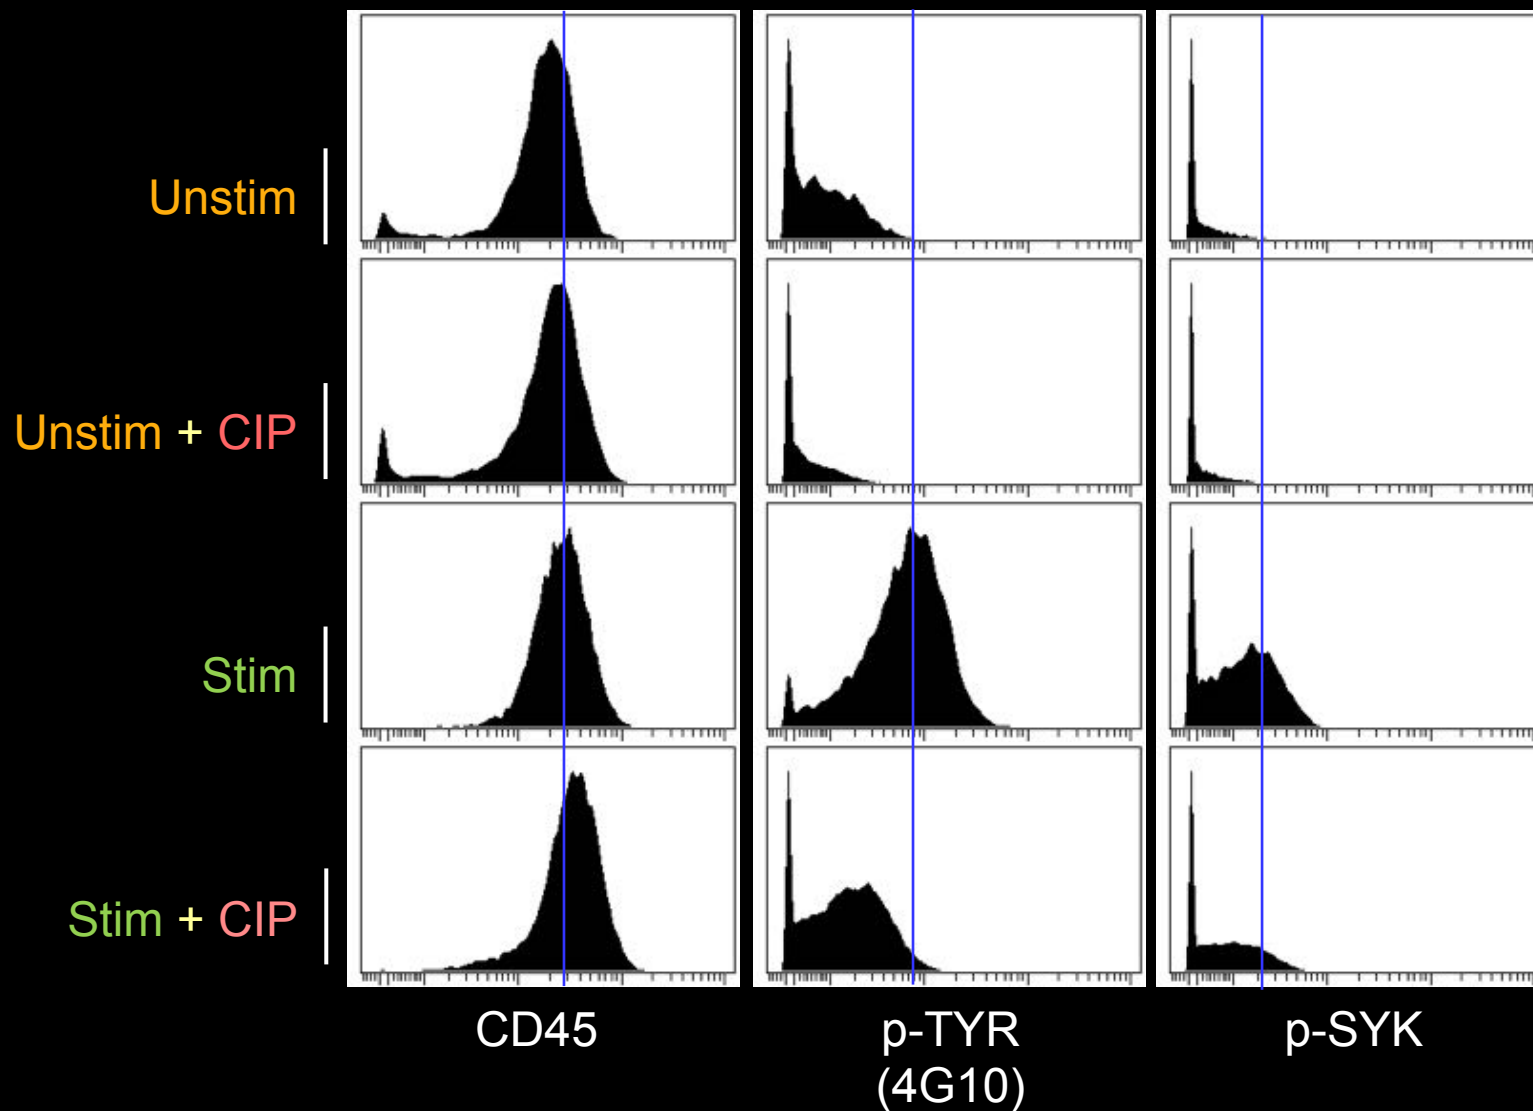 Unstim
Unstim + CIP
Stim
Stim + CIP
CD45
p-TYR
(4G10)
p-SYK